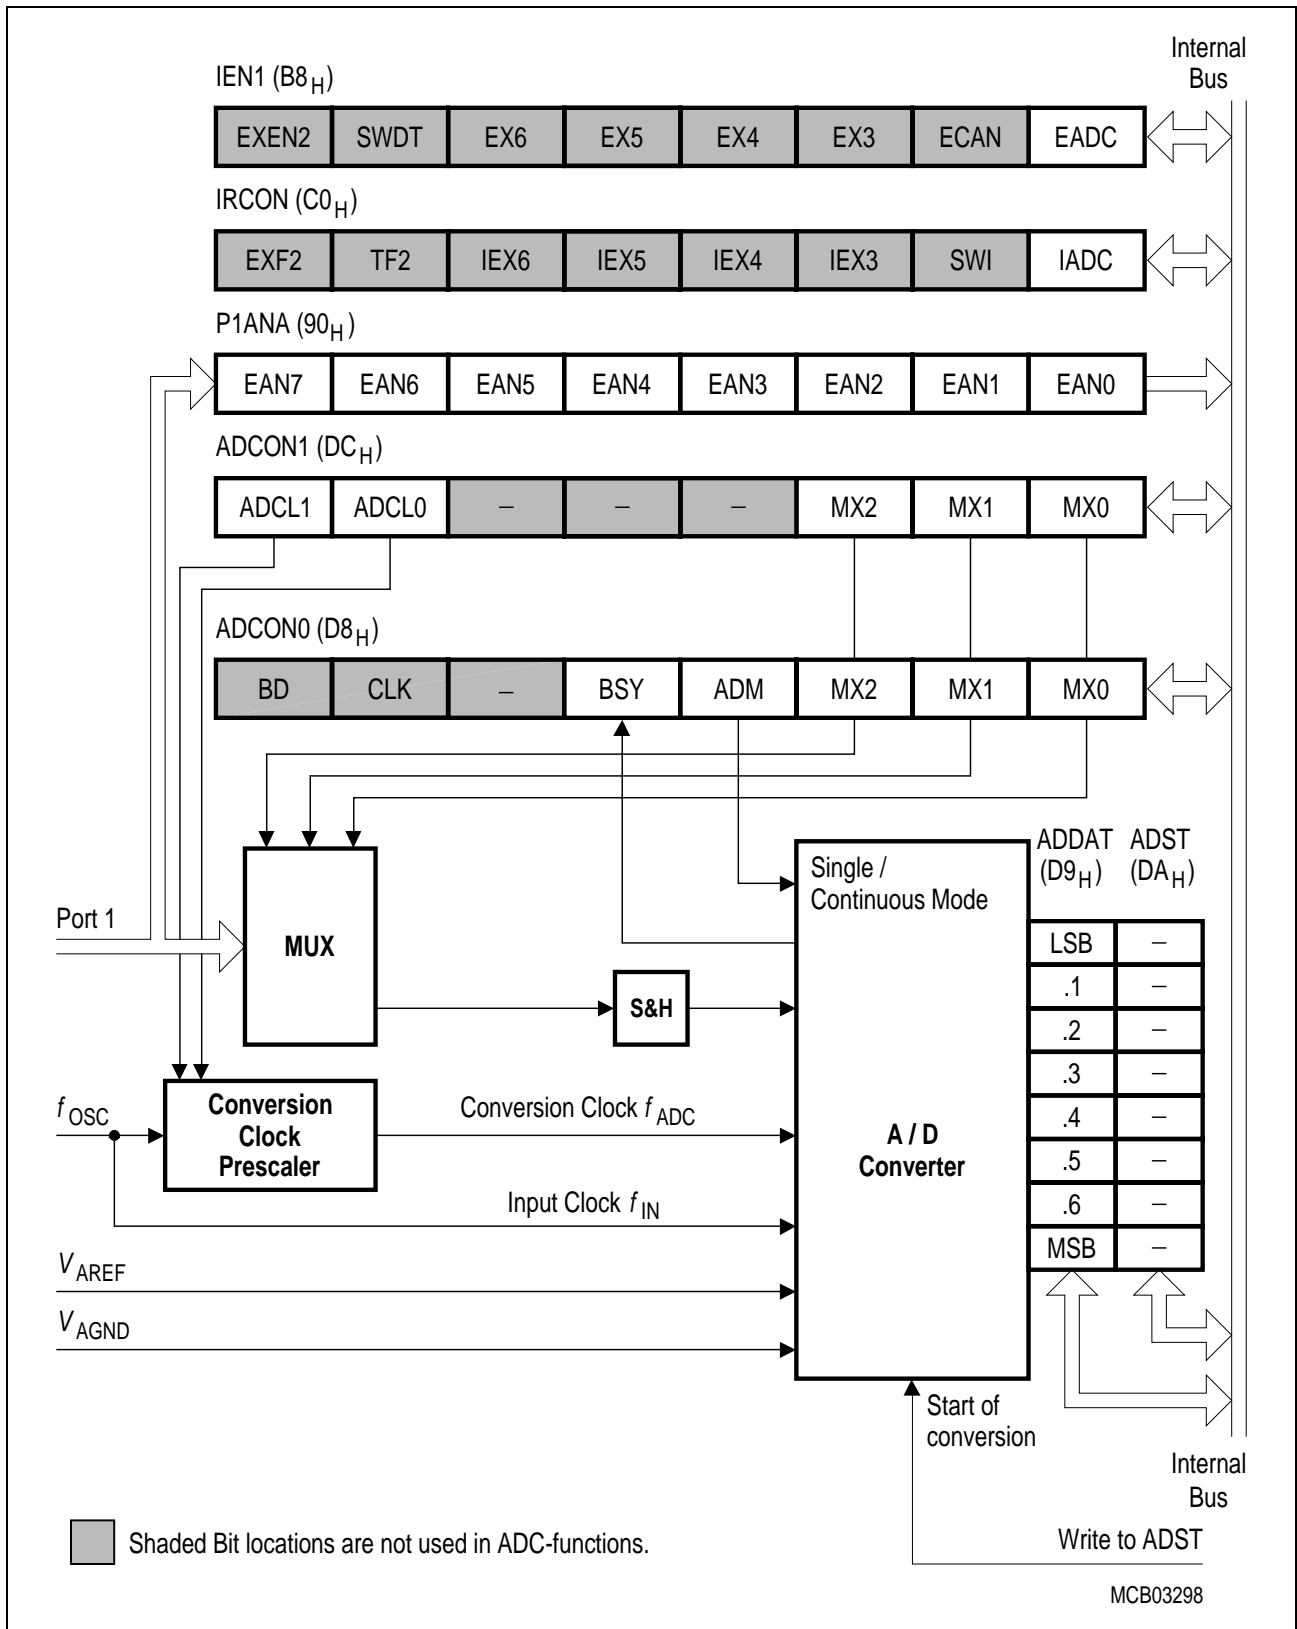 Internal
Bus
IEN1 (B8H)
EXEN2 SWDT EX6 EX5 EX4 EX3 ECAN EADC
IRCON (C0H)
EXF2 TF2 IEX6 IEX5 IEX4 IEX3 SWI IADC
P1ANA (90H)
EAN7 EAN6 EAN5 EAN4 EAN3 EAN2 EAN1 EAN0
ADCON1 (DCH)
ADCL1 ADCL0 – – – MX2 MX1 MX0
ADCON0 (D8H)
BD CLK – BSY ADM MX2 MX1 MX0
Single /
Continuous Mode
ADDAT ADST
(D9H) (DAH)
Port 1
MUX
S&H
LSB –
.1 –
.2 –
.3 –
.4 –
.5 –
.6 –
MSB –
fOSC
Conversion
Clock
Prescaler
Conversion Clock fADC
A / D
Converter
Input Clock fIN
VAREF
VAGND
Start of
conversion
Internal
Bus
Write to ADST
Shaded Bit locations are not used in ADC-functions.
MCB03298